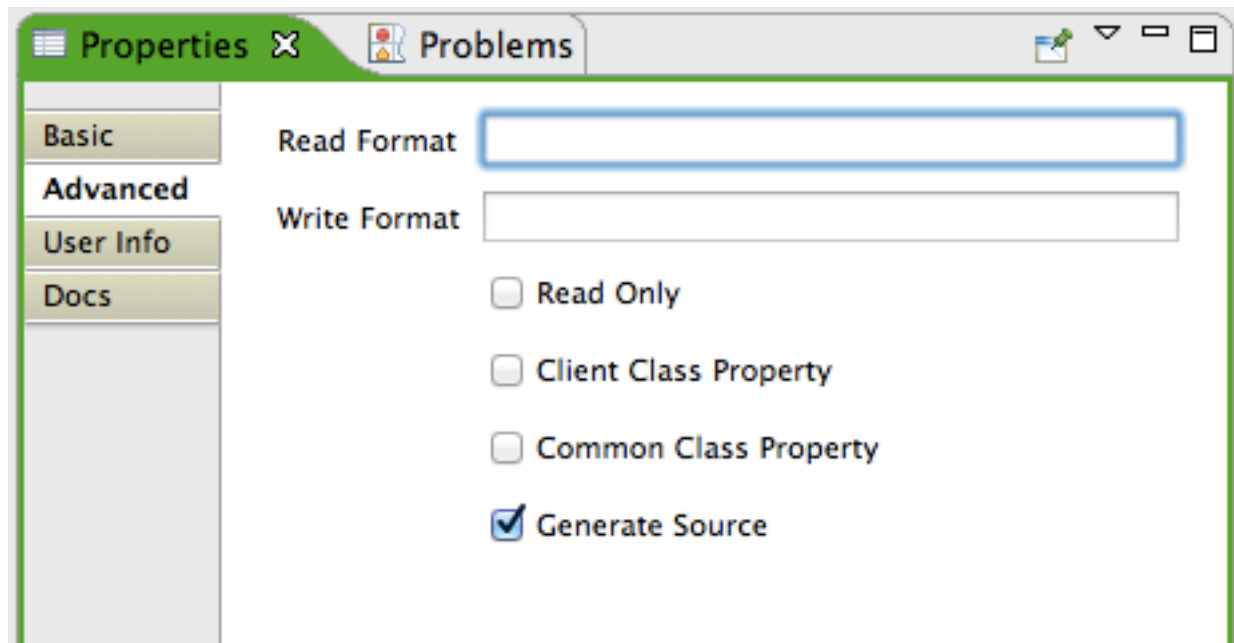 Properties Problems
Basic
Advanced
User Info
Docs
Read Format
Write Format
Read Only
Client Class Property
Common Class Property
Generate Source